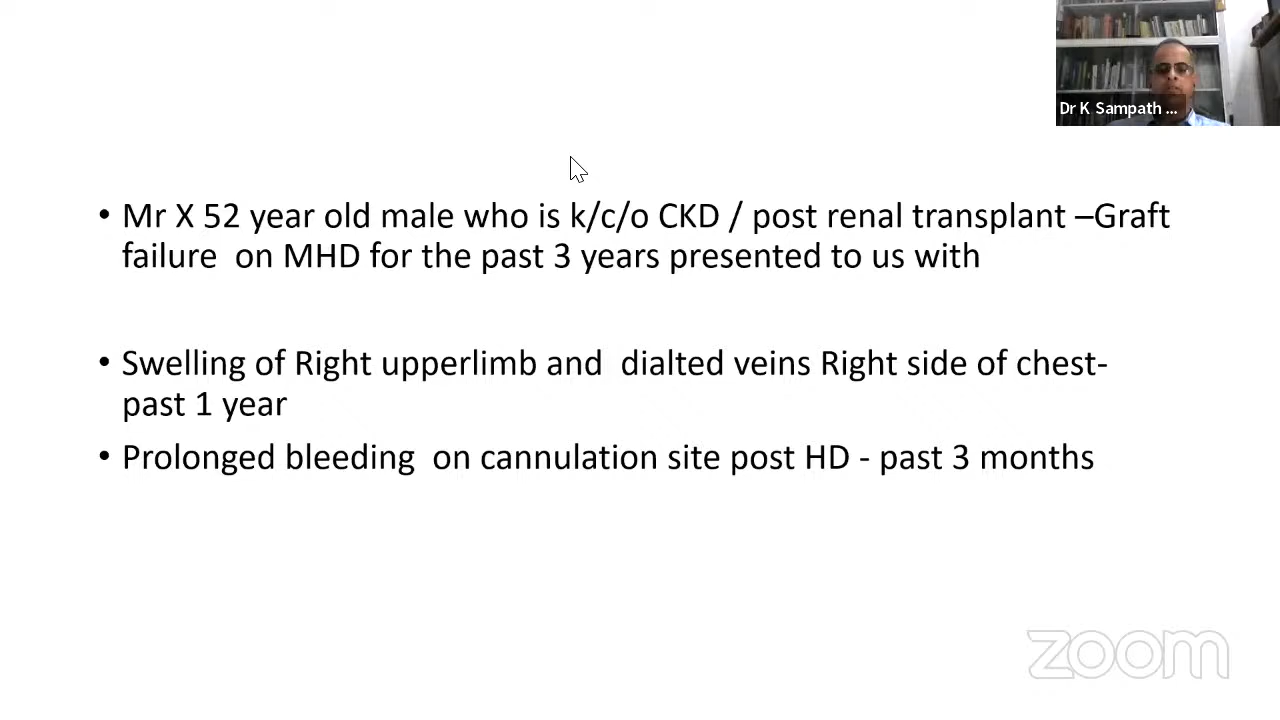 Dr K Sampath ...
• Mr X 52 year old male who is k/c/o CKD / post renal transplant –Graft
failure on MHD for the past 3 years presented to us with
• Swelling of Right upperlimb and dialted veins Right side of chest-
past 1 year
• Prolonged bleeding on cannulation site post HD - past 3 months
zoom